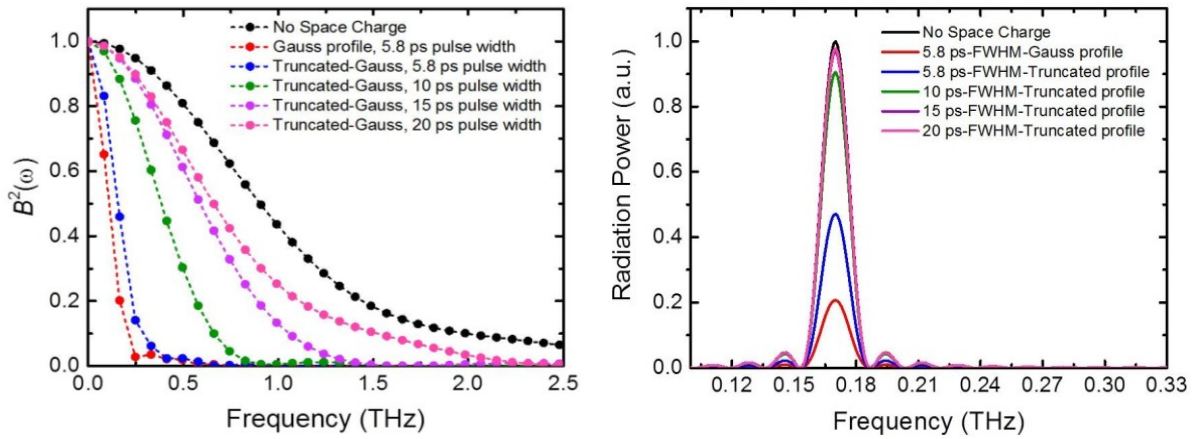 No Space Charge
Gauss profile, 5.8 ps pulse width
Truncated-Gauss, 5.8 ps pulse width
Truncated-Gauss, 10 ps pulse width
Truncated-Gauss, 15 ps pulse width
Truncated-Gauss, 20 ps pulse width
1.0
0.8
0.6
0.4
0.2
0.0
B²(ω)
0.0 0.5 1.0 1.5 2.0 2.5
Frequency (THz)
No Space Charge
5.8 ps-FWHM-Gauss profile
5.8 ps-FWHM-Truncated profile
10 ps-FWHM-Truncated profile
15 ps-FWHM-Truncated profile
20 ps-FWHM-Truncated profile
1.0
0.8
0.6
0.4
0.2
0.0
Radiation Power (a.u.)
0.12 0.15 0.18 0.21 0.24 0.27 0.30 0.33
Frequency (THz)